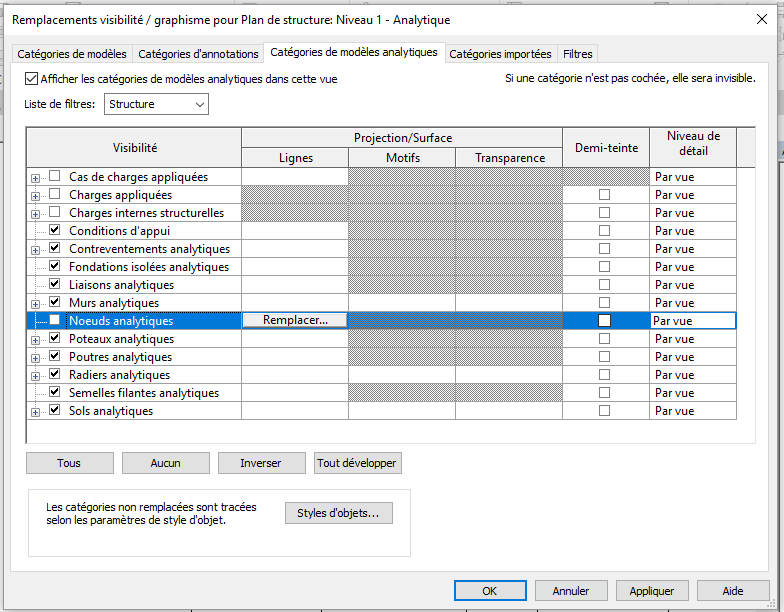 Remplacements visibilité / graphisme pour Plan de structure: Niveau 1 - Analytique
Catégories de modèles
Catégories d'annotations
Catégories de modèles analytiques
Catégories importées
Filtres
Afficher les catégories de modèles analytiques dans cette vue
Si une catégorie n'est pas cochée, elle sera invisible.
Liste de filtres:
Structure
Visibilité
Projection/Surface
Demi-teinte
Niveau de
détail
Lignes
Motifs
Transparence
Cas de charges appliquées
Par vue
Charges appliquées
Par vue
Charges internes structurelles
Par vue
Conditions d'appui
Par vue
Contreventements analytiques
Par vue
Fondations isolées analytiques
Par vue
Liaisons analytiques
Par vue
Murs analytiques
Par vue
Noeuds analytiques
Remplacer...
Par vue
Poteaux analytiques
Par vue
Poutres analytiques
Par vue
Radiers analytiques
Par vue
Semelles filantes analytiques
Par vue
Sols analytiques
Par vue
Tous
Aucun
Inverser
Tout développer
Les catégories non remplacées sont tracées
selon les paramètres de style d'objet.
Styles d'objets...
OK
Annuler
Appliquer
Aide